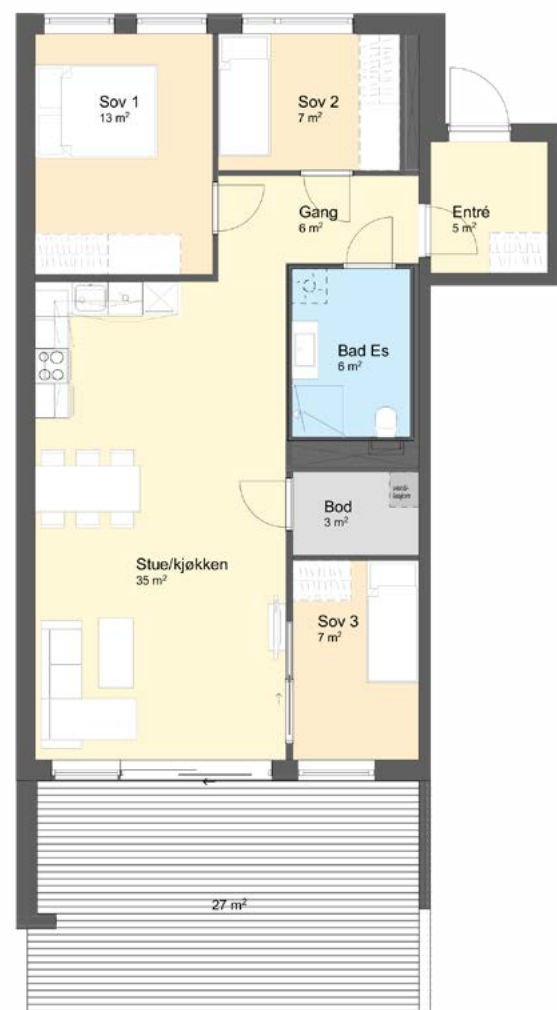 Sov 1
13 m²
Sov 2
7 m²
Gang
6 m²
Entré
5 m²
Bad Es
6 m²
Bod
3 m²
Stue/kjøkken
35 m²
Sov 3
7 m²
27 m²